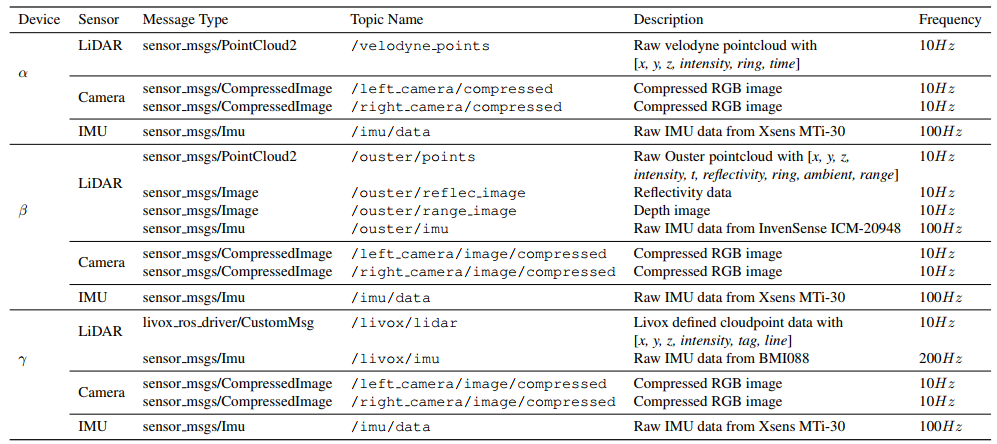 Device Sensor Message Type Topic Name Description Frequency
α LiDAR sensor_msgs/PointCloud2 /velodyne_points Raw velodyne pointcloud with 10Hz
[x, y, z, intensity, ring, time]
Camera sensor_msgs/CompressedImage /left_camera/compressed Compressed RGB image 10Hz
sensor_msgs/CompressedImage /right_camera/compressed Compressed RGB image 10Hz
IMU sensor_msgs/Imu /imu/data Raw IMU data from Xsens MTi-30 100Hz
β LiDAR sensor_msgs/PointCloud2 /ouster/points Raw Ouster pointcloud with [x, y, z, 10Hz
intensity, t, reflectivity, ring, ambient, range]
sensor_msgs/Image /ouster/reflec_image Reflectivity data 10Hz
sensor_msgs/Image /ouster/range_image Depth image 10Hz
sensor_msgs/Imu /ouster/imu Raw IMU data from InvenSense ICM-20948 100Hz
Camera sensor_msgs/CompressedImage /left_camera/image/compressed Compressed RGB image 10Hz
sensor_msgs/CompressedImage /right_camera/image/compressed Compressed RGB image 10Hz
IMU sensor_msgs/Imu /imu/data Raw IMU data from Xsens MTi-30 100Hz
γ LiDAR livox_ros_driver/CustomMsg /livox/lidar Livox defined cloudpoint data with 10Hz
[x, y, z, intensity, tag, line]
sensor_msgs/Imu /livox/imu Raw IMU data from BMI088 200Hz
Camera sensor_msgs/CompressedImage /left_camera/image/compressed Compressed RGB image 10Hz
sensor_msgs/CompressedImage /right_camera/image/compressed Compressed RGB image 10Hz
IMU sensor_msgs/Imu /imu/data Raw IMU data from Xsens MTi-30 100Hz